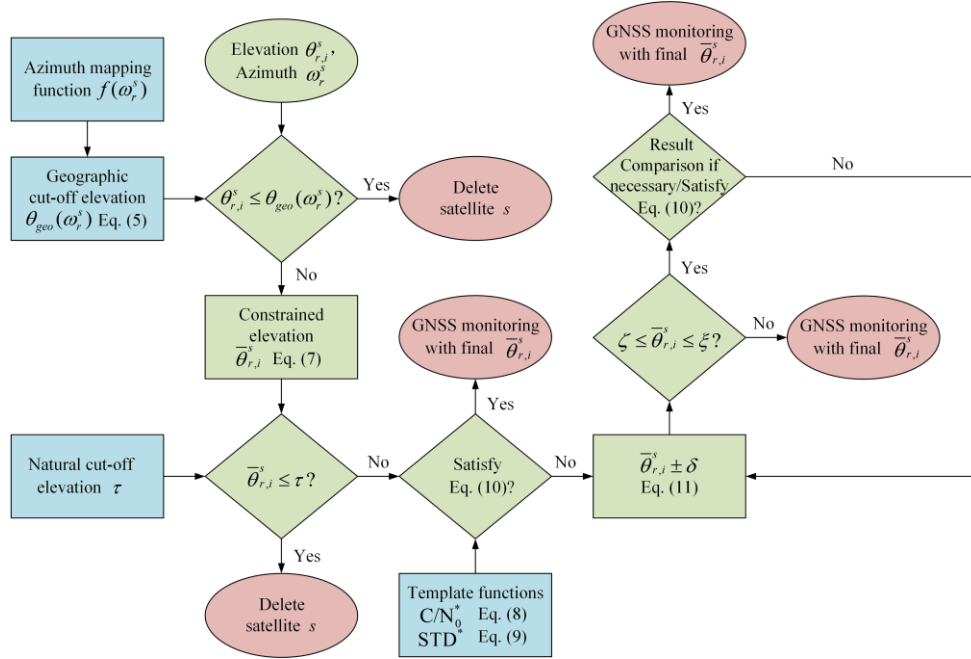 Azimuth mapping
function f(ω_r^s)
Geographic
cut-off elevation
θ_geo(ω_r^s) Eq. (5)
Elevation θ_{r,i}^s,
Azimuth ω_r^s
θ_{r,i}^s ≤ θ_geo(ω_r^s)?
Yes
Delete
satellite s
No
Constrained
elevation
θ̄_{r,i}^s Eq. (7)
Natural cut-off
elevation τ
θ̄_{r,i}^s ≤ τ?
Yes
Delete
satellite s
No
Satisfy
Eq. (10)?
Yes
GNSS monitoring
with final θ̄_{r,i}^s
Template functions
C/N_0^* Eq. (8)
STD^* Eq. (9)
No
θ̄_{r,i}^s ± δ
Eq. (11)
ζ ≤ θ̄_{r,i}^s ≤ ξ?
No
GNSS monitoring
with final θ̄_{r,i}^s
Yes
Result
Comparison if
necessary/Satisfy
Eq. (10)?
No
Yes
GNSS monitoring
with final θ̄_{r,i}^s